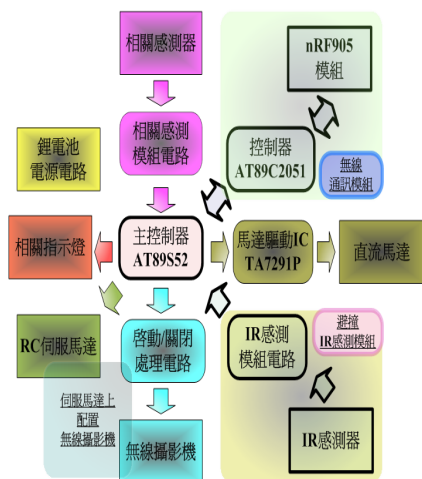 相關感測器
nRF905
模組
相關感測
模組電路
控制器
AT89C2051
無線
通訊模組
鋰電池
電源電路
相關指示燈
主控制器
AT89S52
馬達驅動IC
TA7291P
直流馬達
RC伺服馬達
啓動/關閉
處理電路
IR感測
模組電路
避撞
IR感測模組
伺服馬達上
配置
無線攝影機
無線攝影機
IR感測器